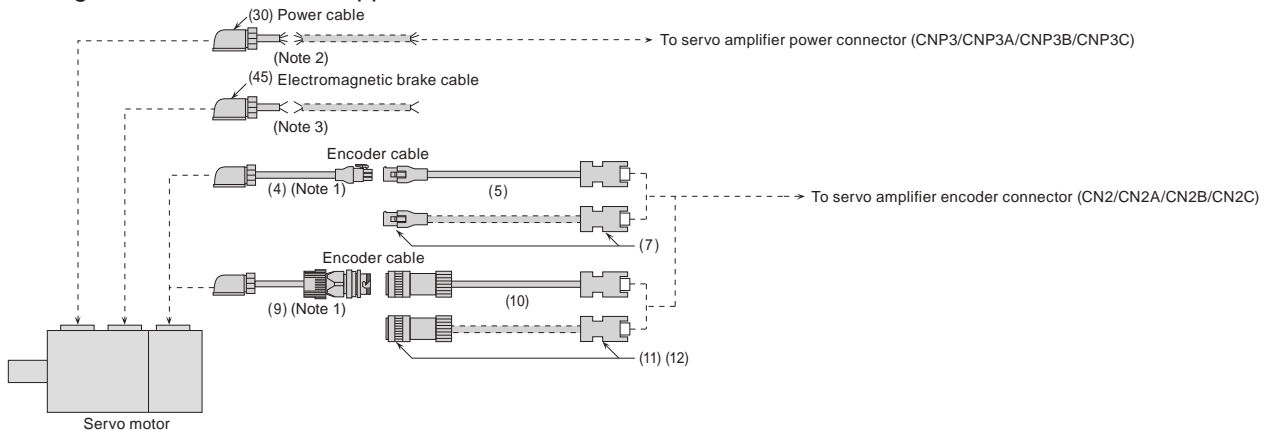 (30) Power cable
To servo amplifier power connector (CNP3/CNP3A/CNP3B/CNP3C)
(Note 2)
(45) Electromagnetic brake cable
(Note 3)
Encoder cable
(4) (Note 1)
(5)
To servo amplifier encoder connector (CN2/CN2A/CN2B/CN2C)
(7)
Encoder cable
(9) (Note 1)
(10)
(11) (12)
Servo motor